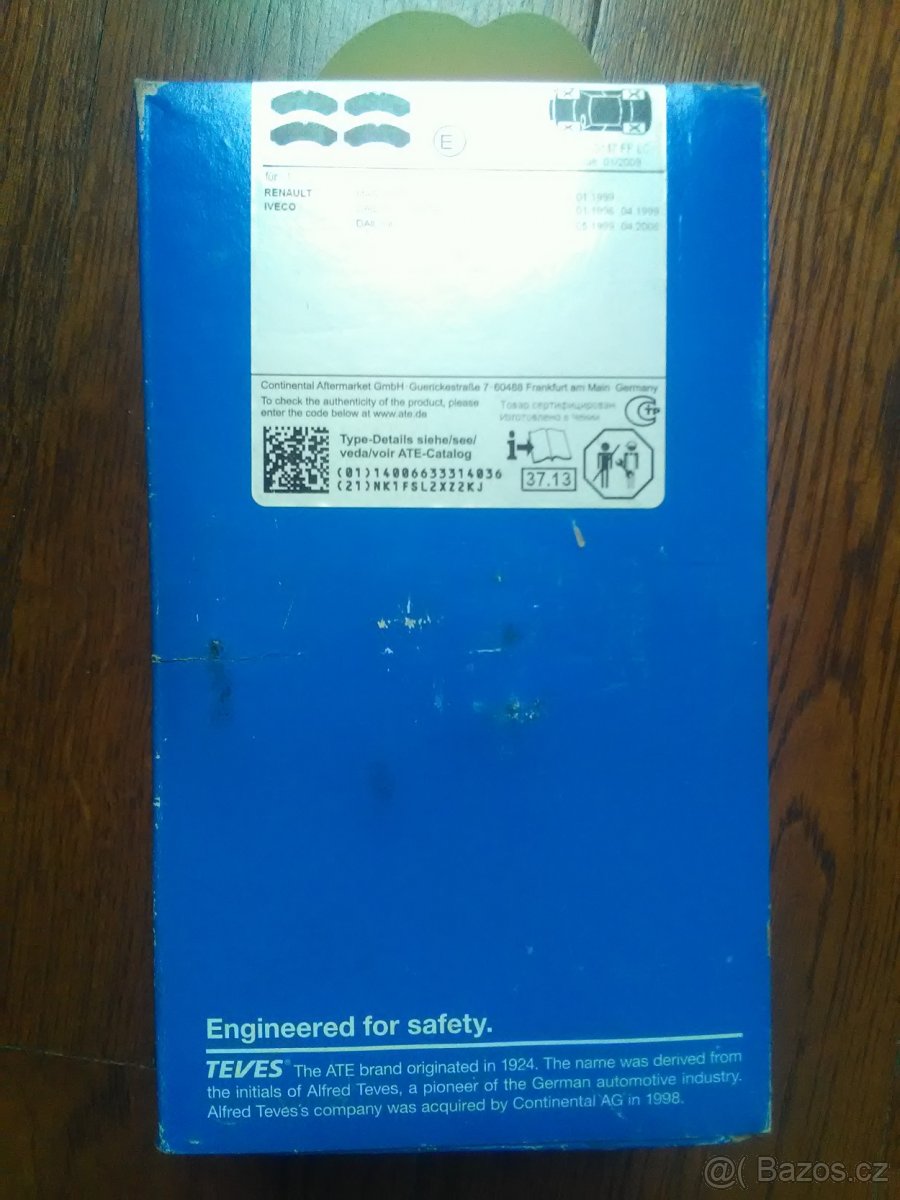 E
01/2009
für
RENAULT 01.1999
IVECO 01.1996 04.1999
05.1999 04.2006
Continental Aftermarket GmbH Guerickestraße 7 60488 Frankfurt am Main Germany
To check the authenticity of the product, please
enter the code below at www.ate.de
Товар сертифицирован
Изготовлено в Чехии
Type-Details siehe/see/
veda/voir ATE-Catalog
(01)14006633314036
(21)NK1FSL2XZ2KJ
37.13
Engineered for safety.
TEVES® The ATE brand originated in 1924. The name was derived from
the initials of Alfred Teves, a pioneer of the German automotive industry.
Alfred Teves's company was acquired by Continental AG in 1998.
@( Bazos.cz